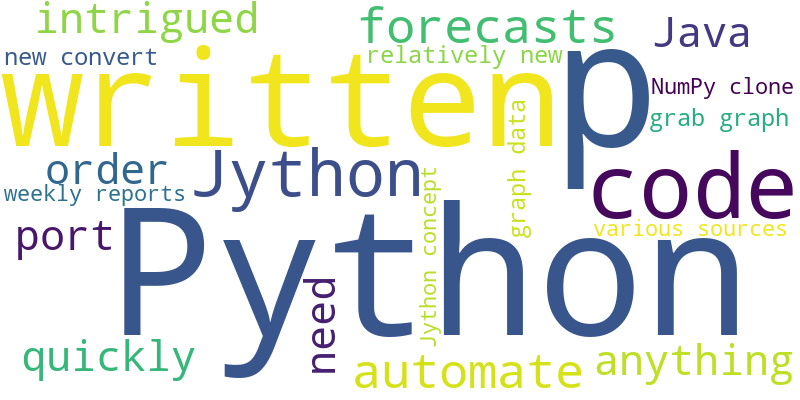 intrigued
forecasts
Java
new convert
relatively new
written
p
NumPy clone
grab graph
graph data
order
Jython
code
weekly reports
port
Python
Jython concept
various sources
need
quickly
automate
anything